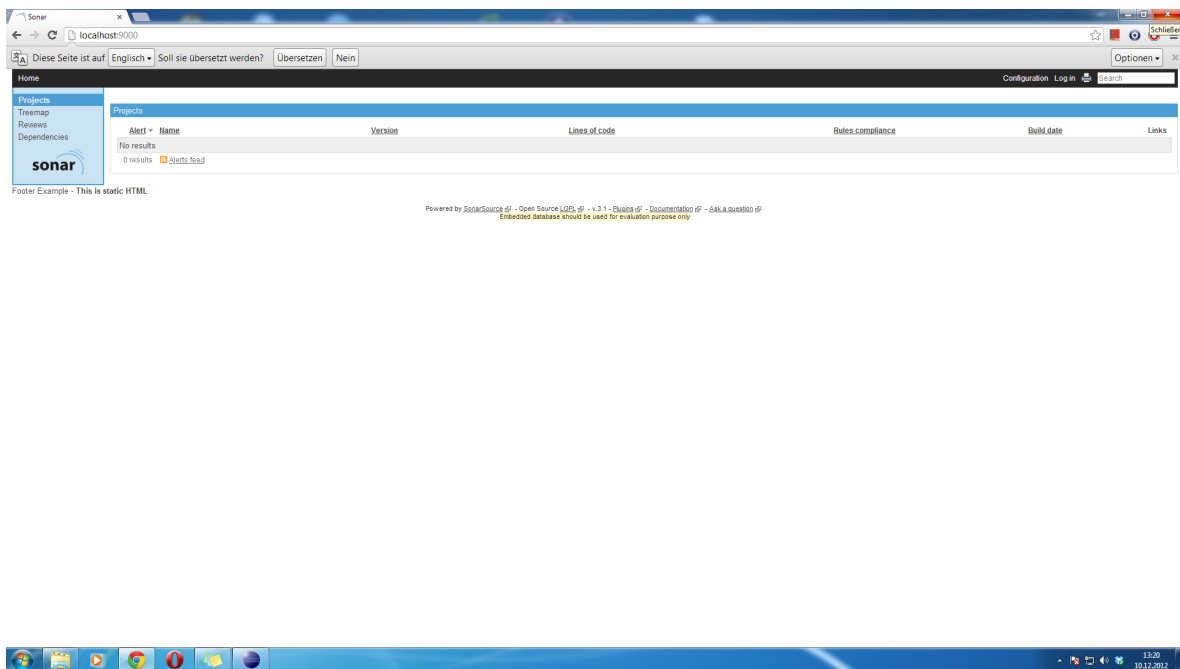 Sonar
localhost:9000
Schließen
Diese Seite ist auf Englisch Soll sie übersetzt werden? Übersetzen Nein Optionen
Home Configuration Log in Search
Projects
Treemap
Reviews
Dependencies
sonar
Projects
Alert Name Version Lines of code Rules compliance Build date Links
No results
0 results Alerts feed
Footer Example - This is static HTML.
Powered by SonarSource - Open Source LGPL - v.3.1 - Plugins - Documentation - Ask a question
Embedded database should be used for evaluation purpose only
13:20
10.12.2012